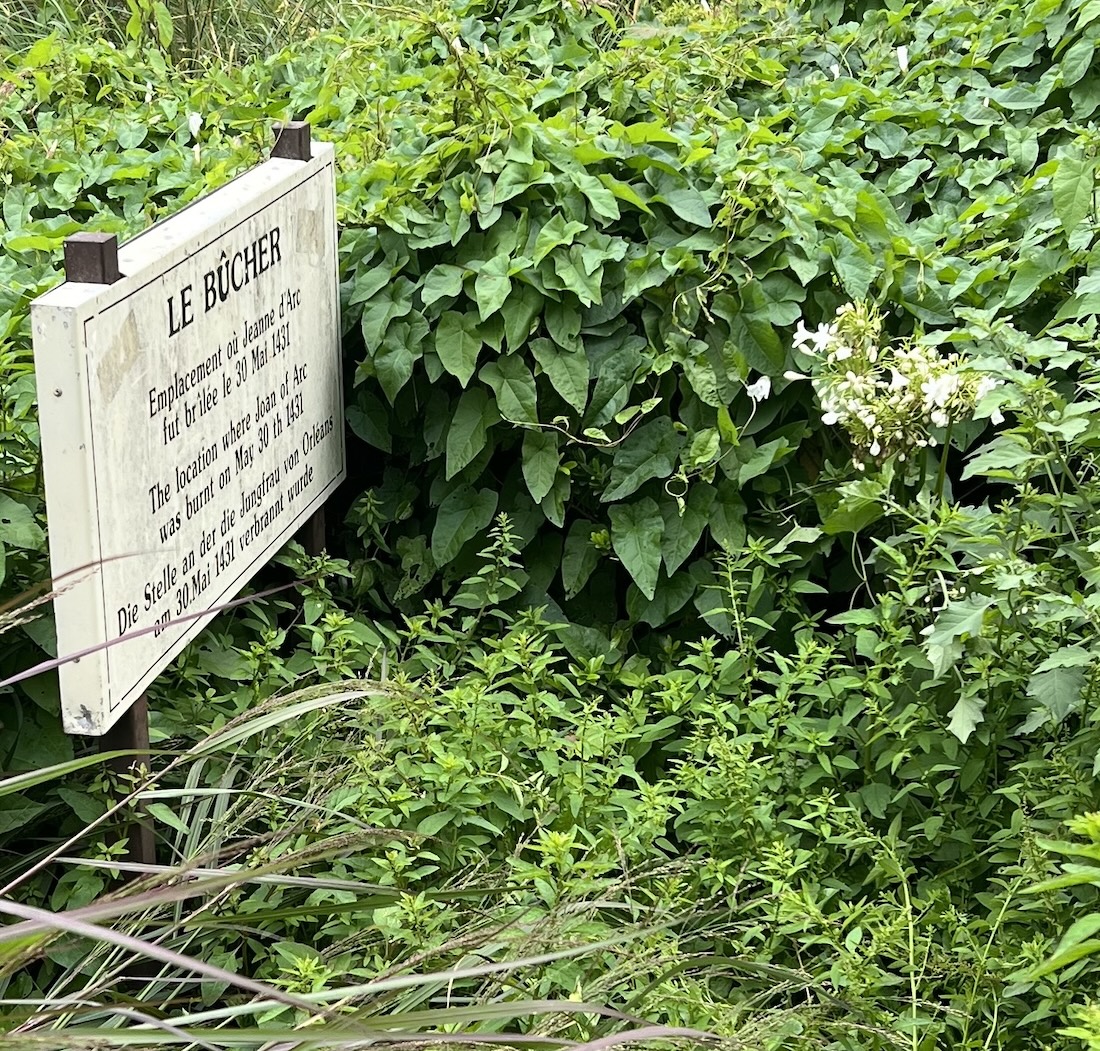 LE BÛCHER
Emplacement où Jeanne d'Arc
fut br lée le 30 Mai 1431
The location where Joan of Arc
was burnt on May 30 th 1431
Die Stelle an der die Jungfrau von Orléans
am 30.Mai 1431 verbrannt wurde